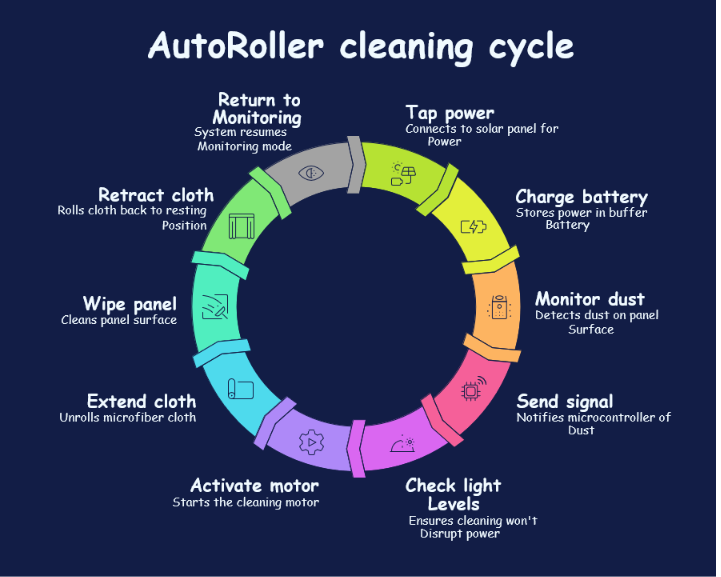 AutoRoller cleaning cycle
Tap power
Connects to solar panel for
Power
Charge battery
Stores power in buffer
Battery
Monitor dust
Detects dust on panel
Surface
Send signal
Notifies microcontroller of
Dust
Check light
Levels
Ensures cleaning won't
Disrupt power
Activate motor
Starts the cleaning motor
Extend cloth
Unrolls microfiber cloth
Wipe panel
Cleans panel surface
Retract cloth
Rolls cloth back to resting
Position
Return to
Monitoring
System resumes
Monitoring mode